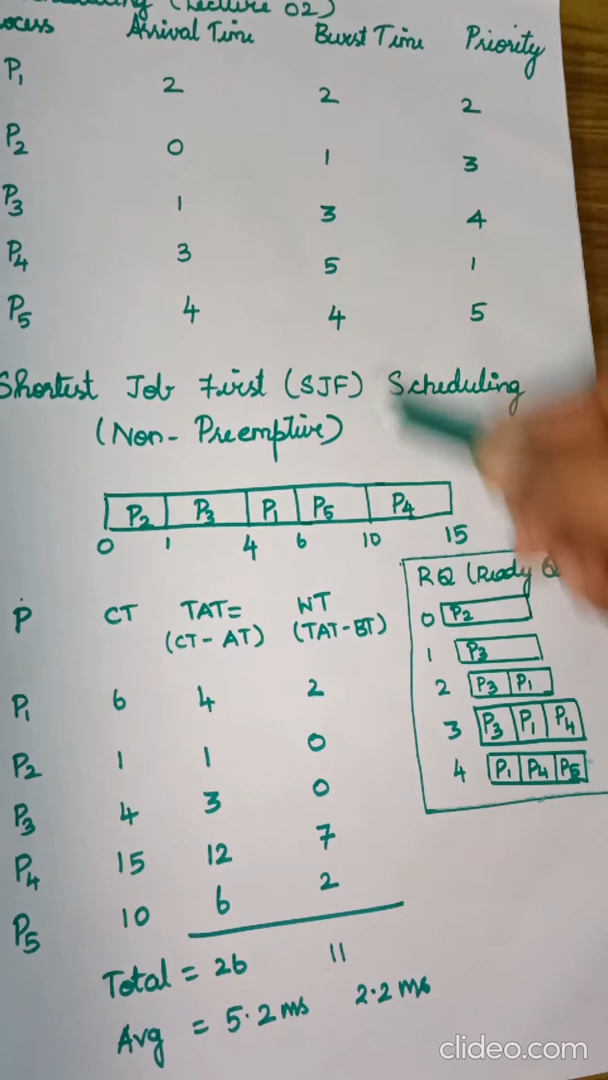 (Lecture 02)
Arrival Time Burst Time Priority
P1 2 2 2
P2 0 1 3
P3 1 3 4
P4 3 5 1
P5 4 4 5
Shortest Job First (SJF) Scheduling
(Non-Preemptive)
P2 P3 P1 P5 P4
0 1 4 6 10 15
RQ (Ready Q
0 P2
1 P3
2 P3 P1
3 P3 P1 P4
4 P1 P4 P5
P CT TAT= WT
(CT-AT) (TAT-BT)
P1 6 4 2
P2 1 1 0
P3 4 3 0
P4 15 12 7
P5 10 6 2
Total = 26 11
Avg = 5.2ms 2.2ms
clideo.com